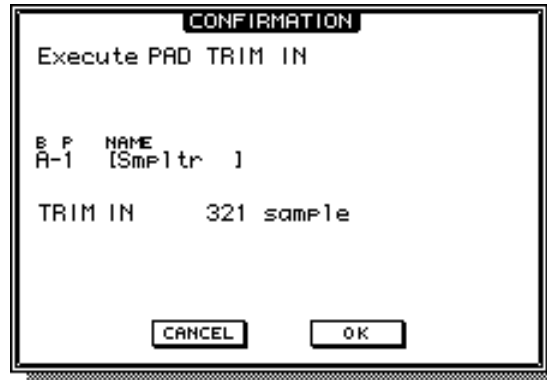 CONFIRMATION
Execute PAD TRIM IN
B P NAME
A-1 [Smpltr ]
TRIM IN 321 sample
CANCEL OK